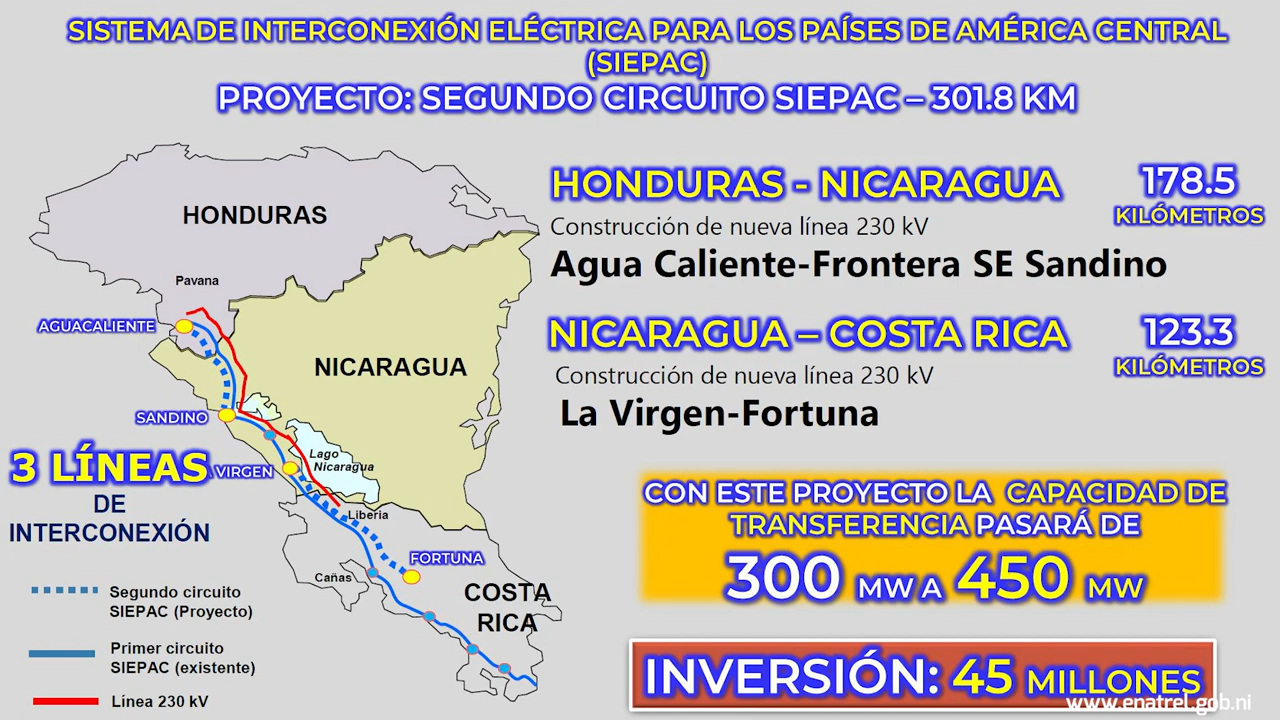 SISTEMA DE INTERCONEXIÓN ELÉCTRICA PARA LOS PAÍSES DE AMÉRICA CENTRAL
(SIEPAC)
PROYECTO: SEGUNDO CIRCUITO SIEPAC – 301.8 KM
HONDURAS - NICARAGUA
178.5
KILÓMETROS
Construcción de nueva línea 230 kV
Agua Caliente-Frontera SE Sandino
NICARAGUA – COSTA RICA
123.3
KILÓMETROS
Construcción de nueva línea 230 kV
La Virgen-Fortuna
CON ESTE PROYECTO LA CAPACIDAD DE
TRANSFERENCIA PASARÁ DE
300 MW A 450 MW
INVERSIÓN: 45 MILLONES
www.enatrel.gob.ni
HONDURAS
Pavana
AGUACALIENTE
NICARAGUA
SANDINO
Lago
Nicaragua
VIRGEN
Liberia
FORTUNA
Cañas
COSTA
RICA
3 LÍNEAS
DE
INTERCONEXIÓN
Segundo circuito
SIEPAC (Proyecto)
Primer circuito
SIEPAC (existente)
Línea 230 kV